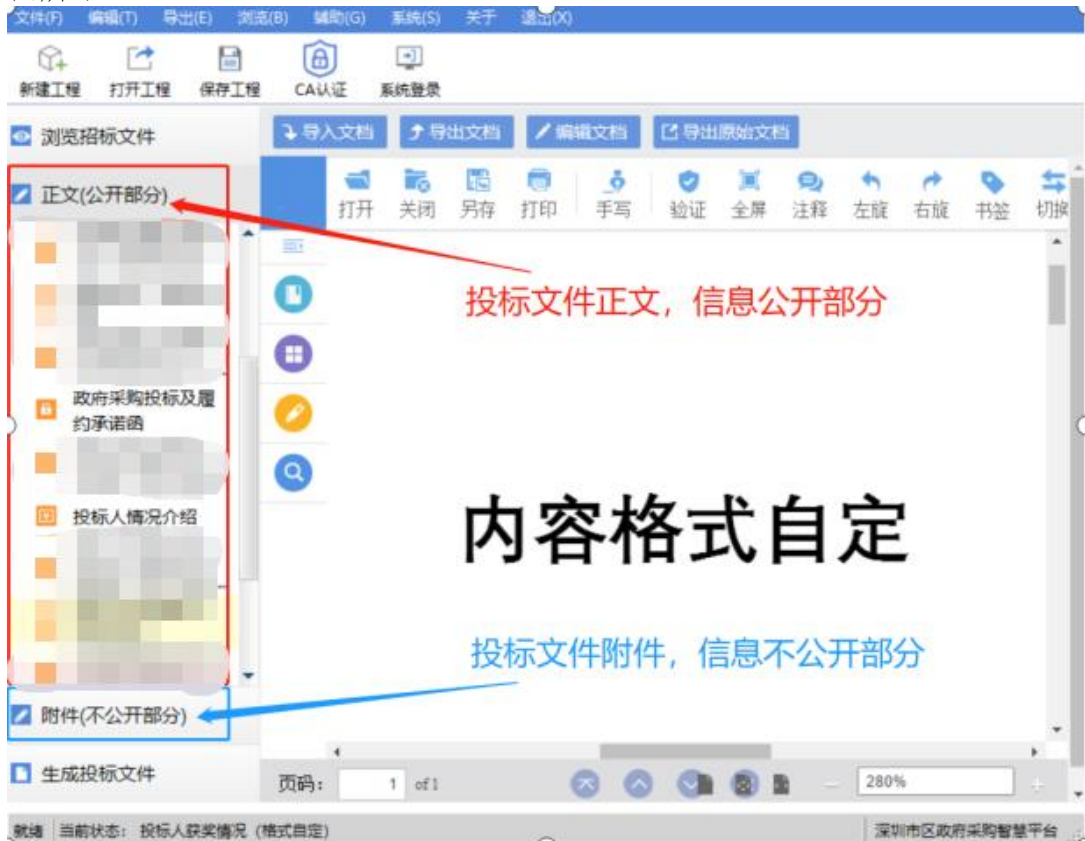 文件(F) 编辑(T) 导出(E) 浏览(B) 辅助(G) 系统(S) 关于 退出(X)
新建工程 打开工程 保存工程 CA认证 系统登录
浏览招标文件
导入文档 导出文档 编辑文档 导出原始文档
正文(公开部分)
打开 关闭 另存 打印 手写 验证 全屏 注释 左旋 右旋 书签 切换
投标文件正文，信息公开部分
政府采购投标及履
约承诺函
投标人情况介绍
内容格式自定
投标文件附件，信息不公开部分
附件(不公开部分)
生成投标文件
页码： 1 of1 280%
就绪 当前状态： 投标人获奖情况（格式自定） 深圳市区政府采购智慧平台